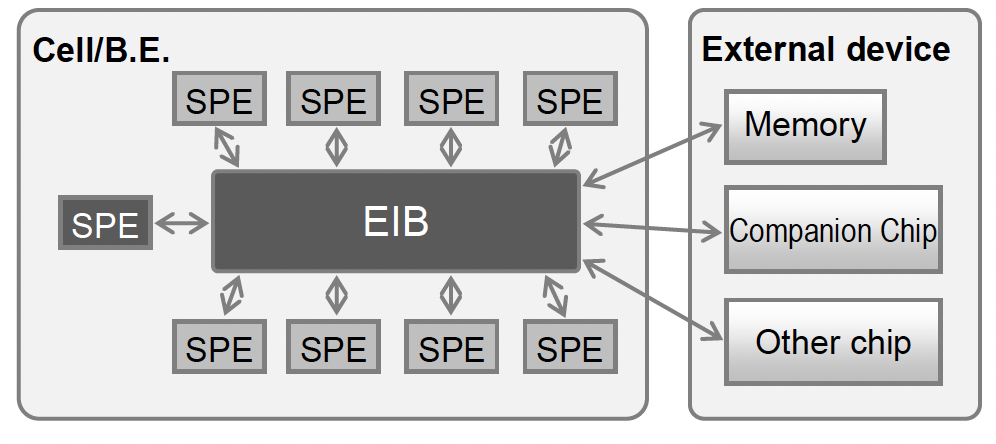 Cell/B.E.
External device
SPE
SPE
SPE
SPE
SPE
EIB
SPE
SPE
SPE
SPE
Memory
Companion Chip
Other chip